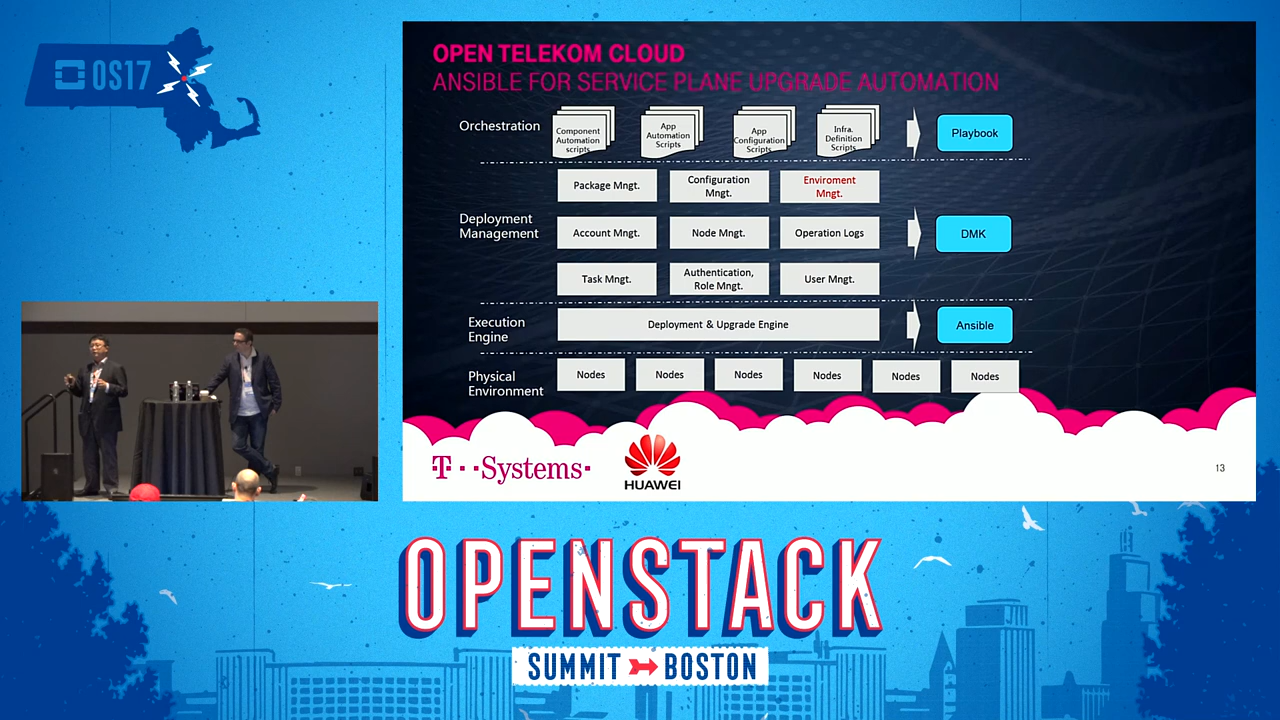 OS17
OPEN TELEKOM CLOUD
ANSIBLE FOR SERVICE PLANE UPGRADE AUTOMATION
Orchestration
Component
Automation
scripts
App
Automation
Scripts
App
Configuration
Scripts
Infra.
Definition
Scripts
Playbook
Deployment
Management
Package Mngt.
Configuration
Mngt.
Enviroment
Mngt.
Account Mngt.
Node Mngt.
Operation Logs
Task Mngt.
Authentication,
Role Mngt.
User Mngt.
DMK
Execution
Engine
Deployment & Upgrade Engine
Ansible
Physical
Environment
Nodes
Nodes
Nodes
Nodes
Nodes
Nodes
T · · Systems ·
HUAWEI
13
OPENSTACK
SUMMIT BOSTON